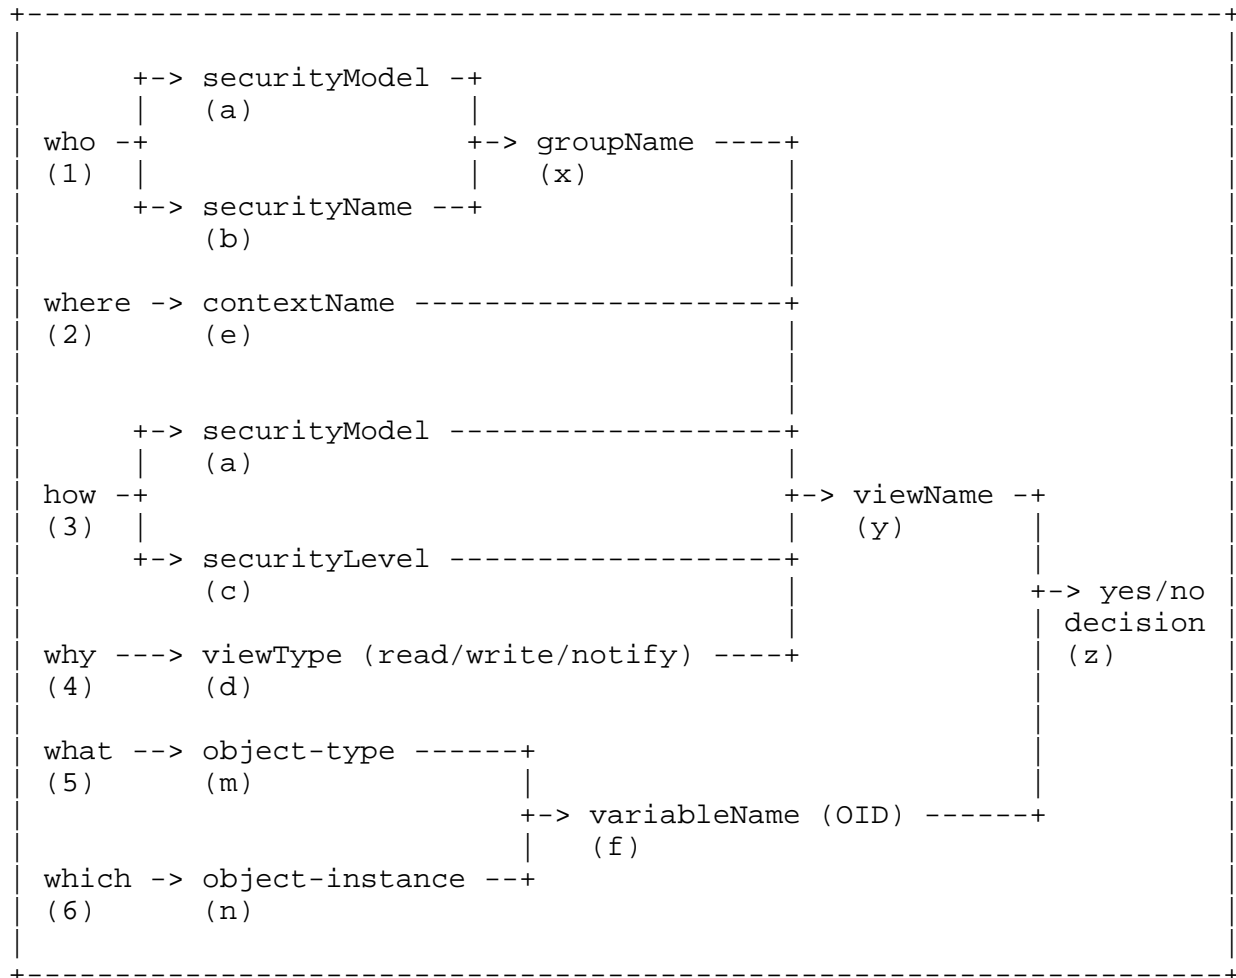 +--------------------------------------------------------------------+
|                                                                    |
|      +-> securityModel -+                                          |
|      |   (a)            |                                          |
| who -+                  +-> groupName ----+                        |
| (1)  |                  |   (x)           |                        |
|      +-> securityName --+                 |                        |
|          (b)                              |                        |
|                                           |                        |
| where -> contextName ---------------------+                        |
| (2)      (e)                              |                        |
|                                           |                        |
|                                           |                        |
|      +-> securityModel -------------------+                        |
|      |   (a)                              |                        |
| how -+                                    +-> viewName -+          |
| (3)  |                                    |   (y)       |          |
|      +-> securityLevel -------------------+             |          |
|          (c)                              |             +-> yes/no |
|                                           |             | decision |
| why ---> viewType (read/write/notify) ----+             | (z)      |
| (4)      (d)                                            |          |
|                                                         |          |
| what --> object-type ------+                            |          |
| (5)      (m)               |                            |          |
|                            +-> variableName (OID) ------+          |
|                            |   (f)                                 |
| which -> object-instance --+                                       |
| (6)      (n)                                                       |
|                                                                    |
+--------------------------------------------------------------------+